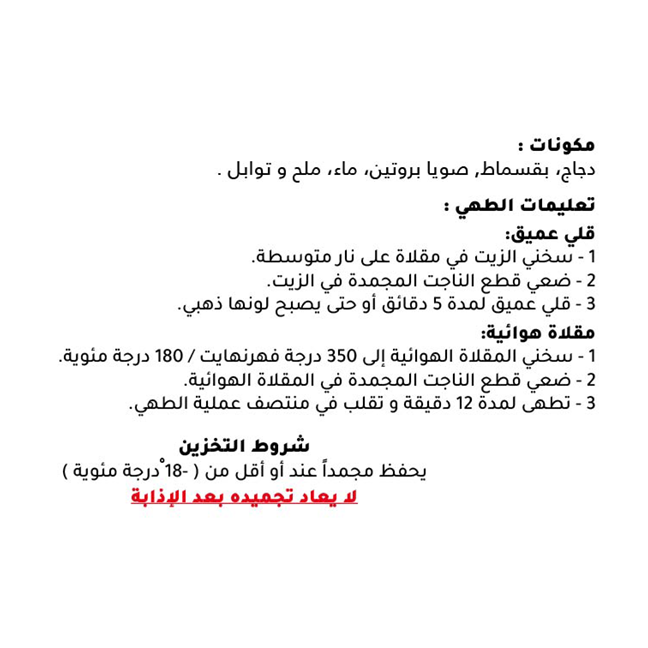 مكونات :
دجاج، بقسماط, صويا بروتين، ماء، ملح و توابل .
تعليمات الطهي :
قلي عميق:
1 - سخني الزيت في مقلاة على نار متوسطة.
2 - ضعي قطع الناجت المجمدة في الزيت.
3 - قلي عميق لمدة 5 دقائق أو حتى يصبح لونها ذهبي.
مقلاة هوائية:
1 - سخني المقلاة الهوائية إلى 350 درجة فهرنهايت / 180 درجة مئوية.
2 - ضعي قطع الناجت المجمدة في المقلاة الهوائية.
3 - تطهى لمدة 12 دقيقة و تقلب في منتصف عملية الطهي.
شروط التخزين
يحفظ مجمداً عند أو أقل من ( -18°درجة مئوية )
لا يعاد تجميده بعد الإذابة